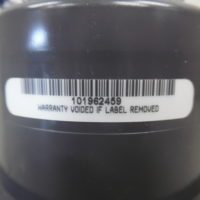 101962459
WARRANTY VOIDED IF LABEL REMOVED